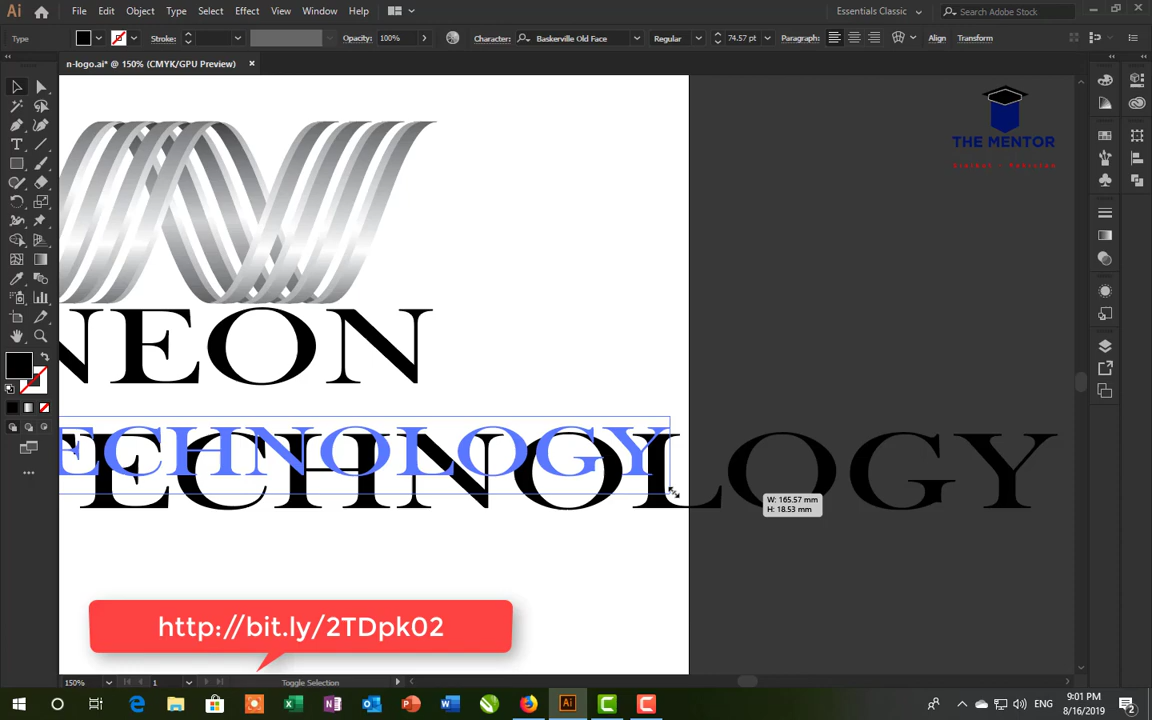 Ai File Edit Object Type Select Effect View Window Help Essentials Classic Search Adobe Stock
Type Stroke: Opacity: 100% Character: Baskerville Old Face Regular 74.57 pt Paragraph: Align Transform
n-logo.ai* @ 150% (CMYK/GPU Preview)
THE MENTOR
NEON
ECHNOLOGY
TECHNOLOGY
W: 165.57 mm
H: 18.53 mm
http://bit.ly/2TDpk02
150% 1 Toggle Selection
ENG 9:01 PM
8/16/2019
2